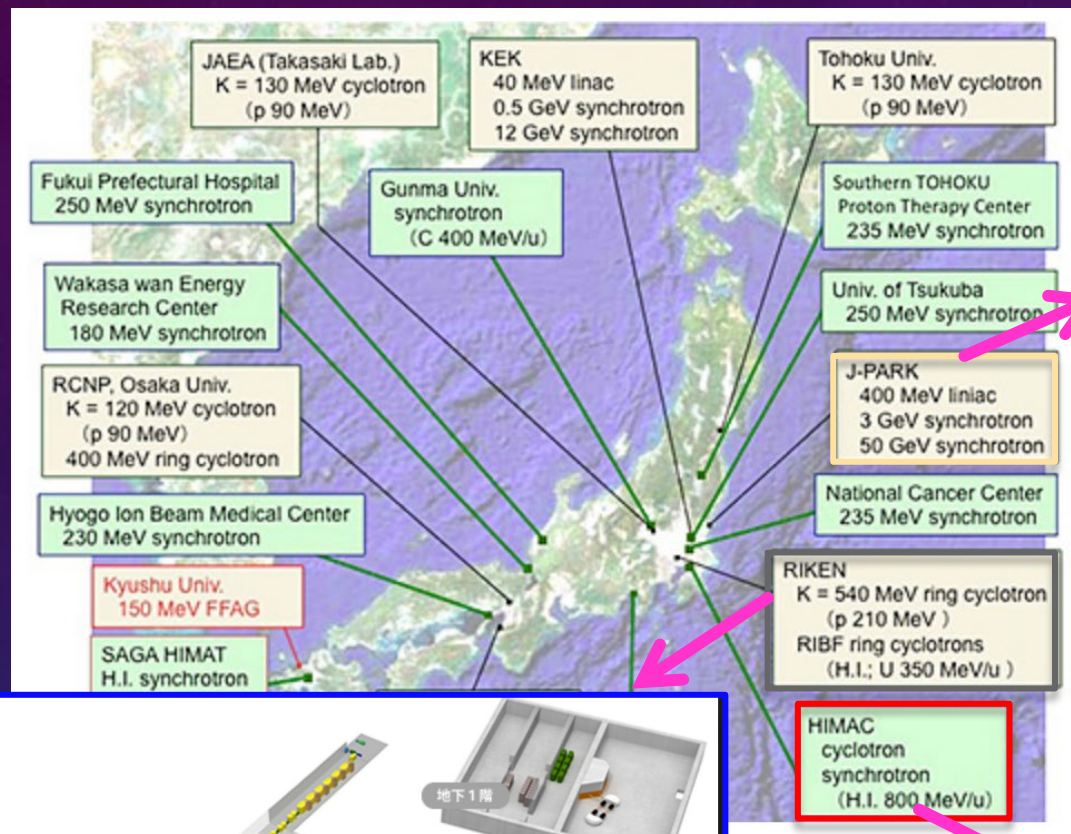 JAEA (Takasaki Lab.)
K = 130 MeV cyclotron
(p 90 MeV)
KEK
40 MeV linac
0.5 GeV synchrotron
12 GeV synchrotron
Tohoku Univ.
K = 130 MeV cyclotron
(p 90 MeV)
Fukui Prefectural Hospital
250 MeV synchrotron
Gunma Univ.
synchrotron
(C 400 MeV/u)
Southern TOHOKU
Proton Therapy Center
235 MeV synchrotron
Wakasa wan Energy
Research Center
180 MeV synchrotron
Univ. of Tsukuba
250 MeV synchrotron
RCNP, Osaka Univ.
K = 120 MeV cyclotron
(p 90 MeV)
400 MeV ring cyclotron
J-PARK
400 MeV liniac
3 GeV synchrotron
50 GeV synchrotron
Hyogo Ion Beam Medical Center
230 MeV synchrotron
National Cancer Center
235 MeV synchrotron
Kyushu Univ.
150 MeV FFAG
RIKEN
K = 540 MeV ring cyclotron
(p 210 MeV )
RIBF ring cyclotrons
(H.I.; U 350 MeV/u )
SAGA HIMAT
H.I. synchrotron
HIMAC
cyclotron
synchrotron
(H.I. 800 MeV/u)
地下1階